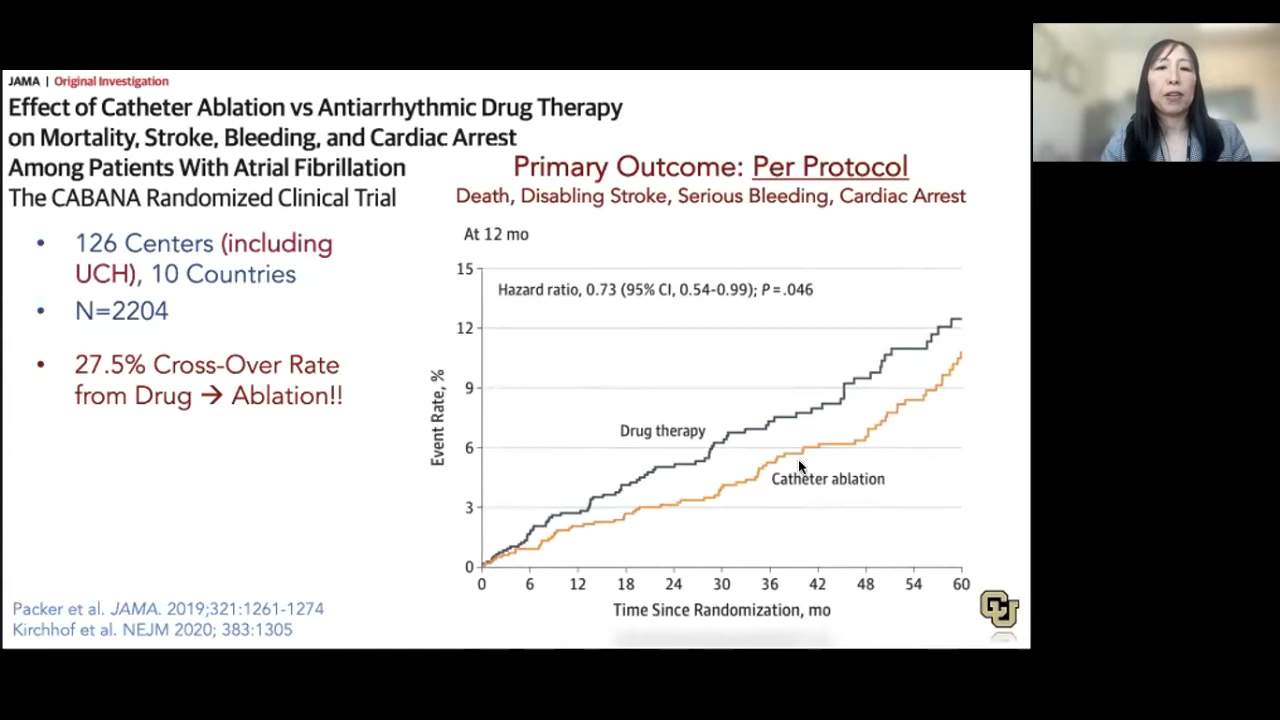 JAMA | Original Investigation
Effect of Catheter Ablation vs Antiarrhythmic Drug Therapy
on Mortality, Stroke, Bleeding, and Cardiac Arrest
Among Patients With Atrial Fibrillation
The CABANA Randomized Clinical Trial
• 126 Centers (including
UCH), 10 Countries
• N=2204
• 27.5% Cross-Over Rate
from Drug → Ablation!!
Primary Outcome: Per Protocol
Death, Disabling Stroke, Serious Bleeding, Cardiac Arrest
At 12 mo
Hazard ratio, 0.73 (95% CI, 0.54-0.99); P=.046
Event Rate, %
15
12
9
6
3
0
Drug therapy
Catheter ablation
0 6 12 18 24 30 36 42 48 54 60
Time Since Randomization, mo
Packer et al. JAMA. 2019;321:1261-1274
Kirchhof et al. NEJM 2020; 383:1305
CU